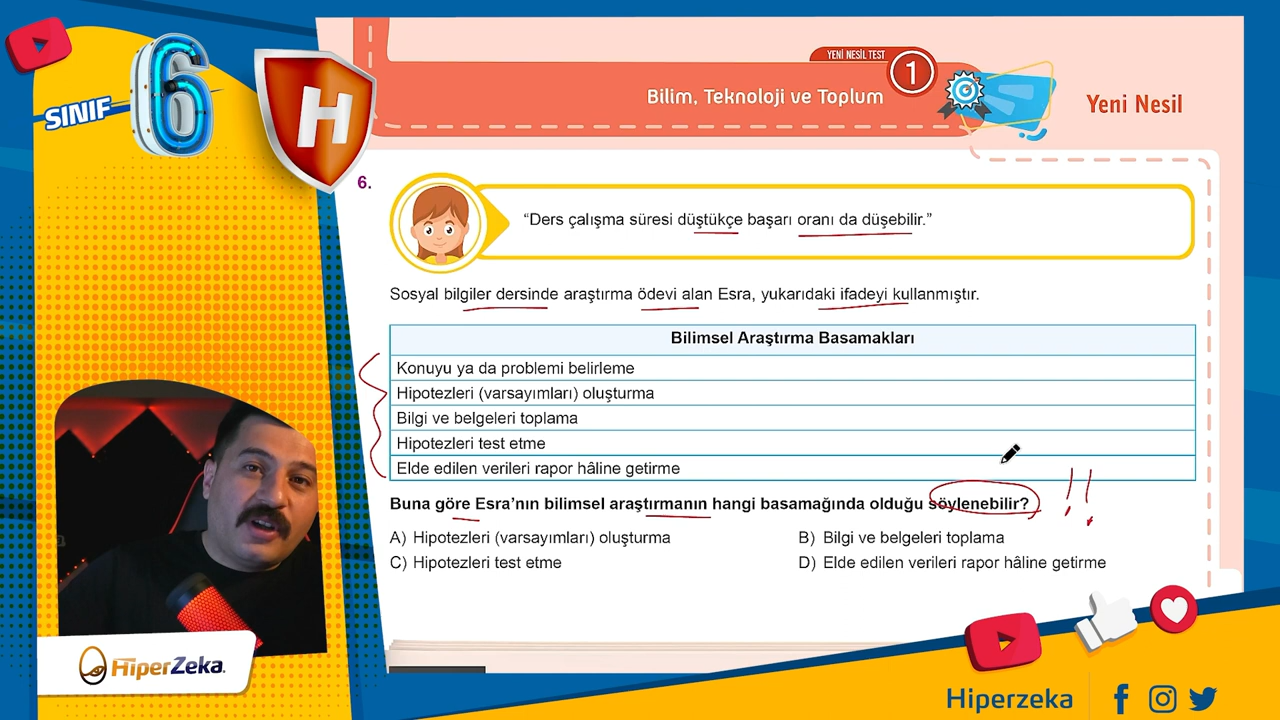 SINIF
6
H
YENİ NESİL TEST
1
Bilim, Teknoloji ve Toplum
Yeni Nesil
6.
“Ders çalışma süresi düştükçe başarı oranı da düşebilir.”
Sosyal bilgiler dersinde araştırma ödevi alan Esra, yukarıdaki ifadeyi kullanmıştır.
Bilimsel Araştırma Basamakları
Konuyu ya da problemi belirleme
Hipotezleri (varsayımları) oluşturma
Bilgi ve belgeleri toplama
Hipotezleri test etme
Elde edilen verileri rapor hâline getirme
Buna göre Esra’nın bilimsel araştırmanın hangi basamağında olduğu söylenebilir? !!
A) Hipotezleri (varsayımları) oluşturma
B) Bilgi ve belgeleri toplama
C) Hipotezleri test etme
D) Elde edilen verileri rapor hâline getirme
HiperZeka
Hiperzeka